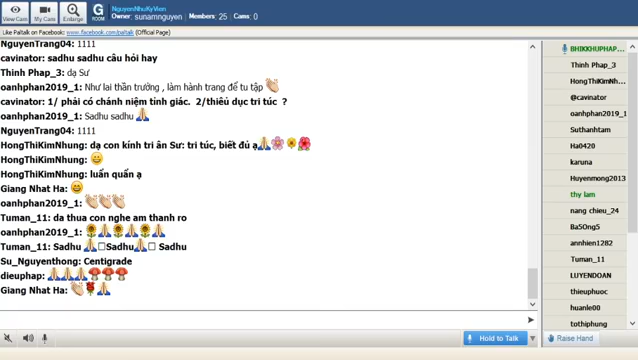 NguyenNhuKyVien
Owner: sunamnguyen | Members: 25 | Cams: 0
View Cam
My Cams
Enlarge
G
ROOM
Like Paltalk on Facebook: www.facebook.com/paltalk (Official Page)
NguyenTrang04: 1111
cavinator: sadhu sadhu câu hỏi hay
Thinh Phap_3: dạ Sư
oanhphan2019_1: Như lai thần trưởng , làm hành trang để tu tập
cavinator: 1/ phải có chánh niệm tỉnh giác. 2/thiểu dục tri túc ?
oanhphan2019_1: Sadhu sadhu
NguyenTrang04: 1111
HongThiKimNhung: dạ con kính tri ân Sư: tri túc, biết đủ ạ
HongThiKimNhung:
HongThiKimNhung: luẩn quẩn ạ
Giang Nhat Ha:
oanhphan2019_1:
Tuman_11: da thua con nghe am thanh ro
oanhphan2019_1:
Tuman_11: Sadhu Sadhu Sadhu
Su_Nguyenthong: Centigrade
dieuphap:
Giang Nhat Ha:
Hold to Talk
BHIKKHUPHAP_...
Thinh Phap_3
HongThiKimNh...
@cavinator
oanhphan2019_1
Suthanhtam
Ha0420
karuna
Huyenmong2013
thy lam
nang chieu_24
BaSOngS
annhien1282
Tuman_11
LUYENDOAN
thieuphuoc
huanle00
tothiphung
Raise Hand